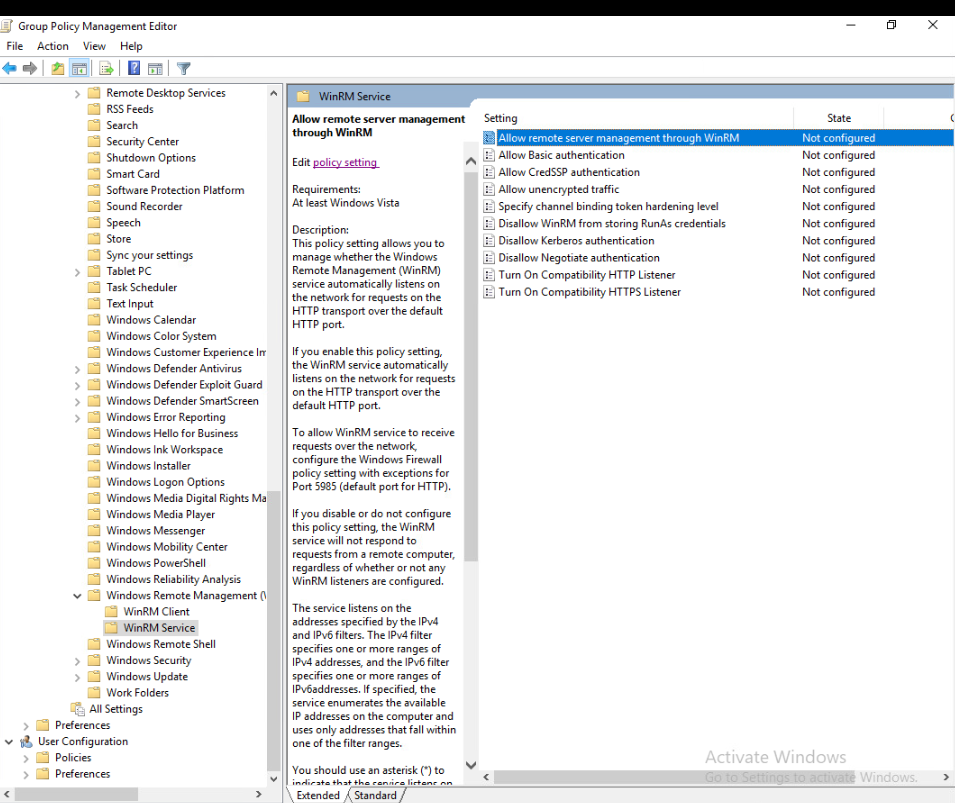 Group Policy Management Editor
File Action View Help
Remote Desktop Services
RSS Feeds
Search
Security Center
Shutdown Options
Smart Card
Software Protection Platform
Sound Recorder
Speech
Store
Sync your settings
Tablet PC
Task Scheduler
Text Input
Windows Calendar
Windows Color System
Windows Customer Experience Im
Windows Defender Antivirus
Windows Defender Exploit Guard
Windows Defender SmartScreen
Windows Error Reporting
Windows Hello for Business
Windows Ink Workspace
Windows Installer
Windows Logon Options
Windows Media Digital Rights Ma
Windows Media Player
Windows Messenger
Windows Mobility Center
Windows PowerShell
Windows Reliability Analysis
Windows Remote Management (W
WinRM Client
WinRM Service
Windows Remote Shell
Windows Security
Windows Update
Work Folders
All Settings
Preferences
User Configuration
Policies
Preferences
WinRM Service
Allow remote server management
through WinRM
Edit policy setting
Requirements:
At least Windows Vista
Description:
This policy setting allows you to
manage whether the Windows
Remote Management (WinRM)
service automatically listens on
the network for requests on the
HTTP transport over the default
HTTP port.
If you enable this policy setting,
the WinRM service automatically
listens on the network for requests
on the HTTP transport over the
default HTTP port.
To allow WinRM service to receive
requests over the network,
configure the Windows Firewall
policy setting with exceptions for
Port 5985 (default port for HTTP).
If you disable or do not configure
this policy setting, the WinRM
service will not respond to
requests from a remote computer,
regardless of whether or not any
WinRM listeners are configured.
The service listens on the
addresses specified by the IPv4
and IPv6 filters. The IPv4 filter
specifies one or more ranges of
IPv4 addresses, and the IPv6 filter
specifies one or more ranges of
IPv6addresses. If specified, the
service enumerates the available
IP addresses on the computer and
uses only addresses that fall within
one of the filter ranges.
You should use an asterisk (*) to
indicate that the service listens on
Setting State
Allow remote server management through WinRM Not configured
Allow Basic authentication Not configured
Allow CredSSP authentication Not configured
Allow unencrypted traffic Not configured
Specify channel binding token hardening level Not configured
Disallow WinRM from storing RunAs credentials Not configured
Disallow Kerberos authentication Not configured
Disallow Negotiate authentication Not configured
Turn On Compatibility HTTP Listener Not configured
Turn On Compatibility HTTPS Listener Not configured
Activate Windows
Go to Settings to activate Windows.
Extended Standard